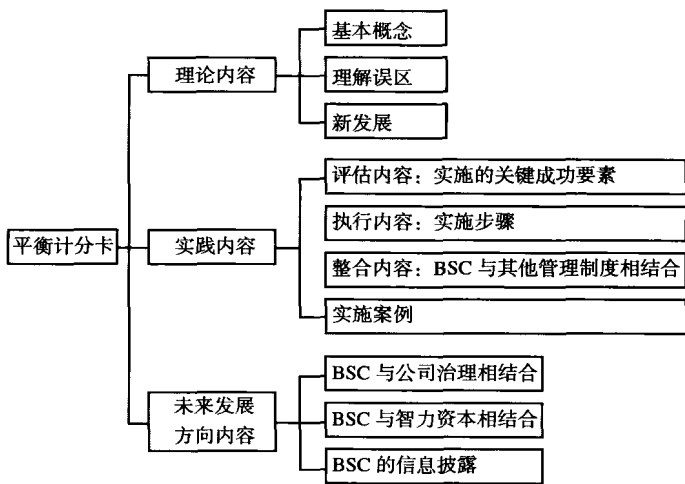 基本概念
理论内容
理解误区
新发展
评估内容：实施的关键成功要素
执行内容：实施步骤
平衡计分卡
实践内容
整合内容：BSC 与其他管理制度相结合
实施案例
BSC 与公司治理相结合
未来发展
方向内容
BSC 与智力资本相结合
BSC 的信息披露